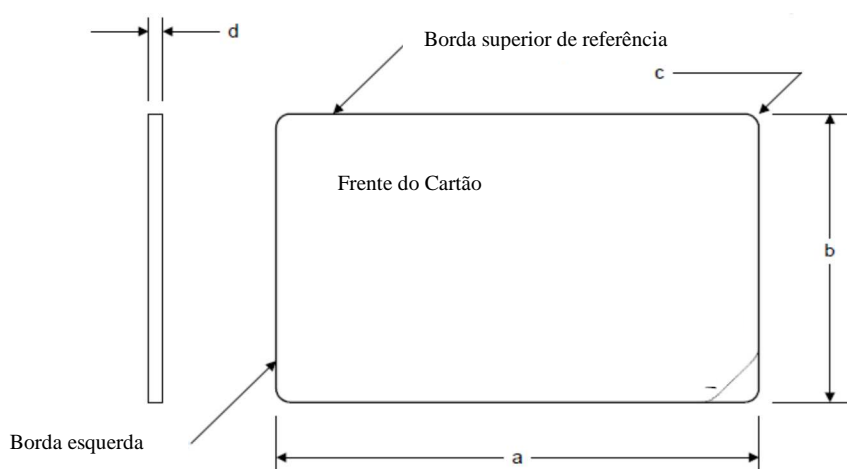 d
Borda superior de referência
c
Frente do Cartão
b
Borda esquerda
a